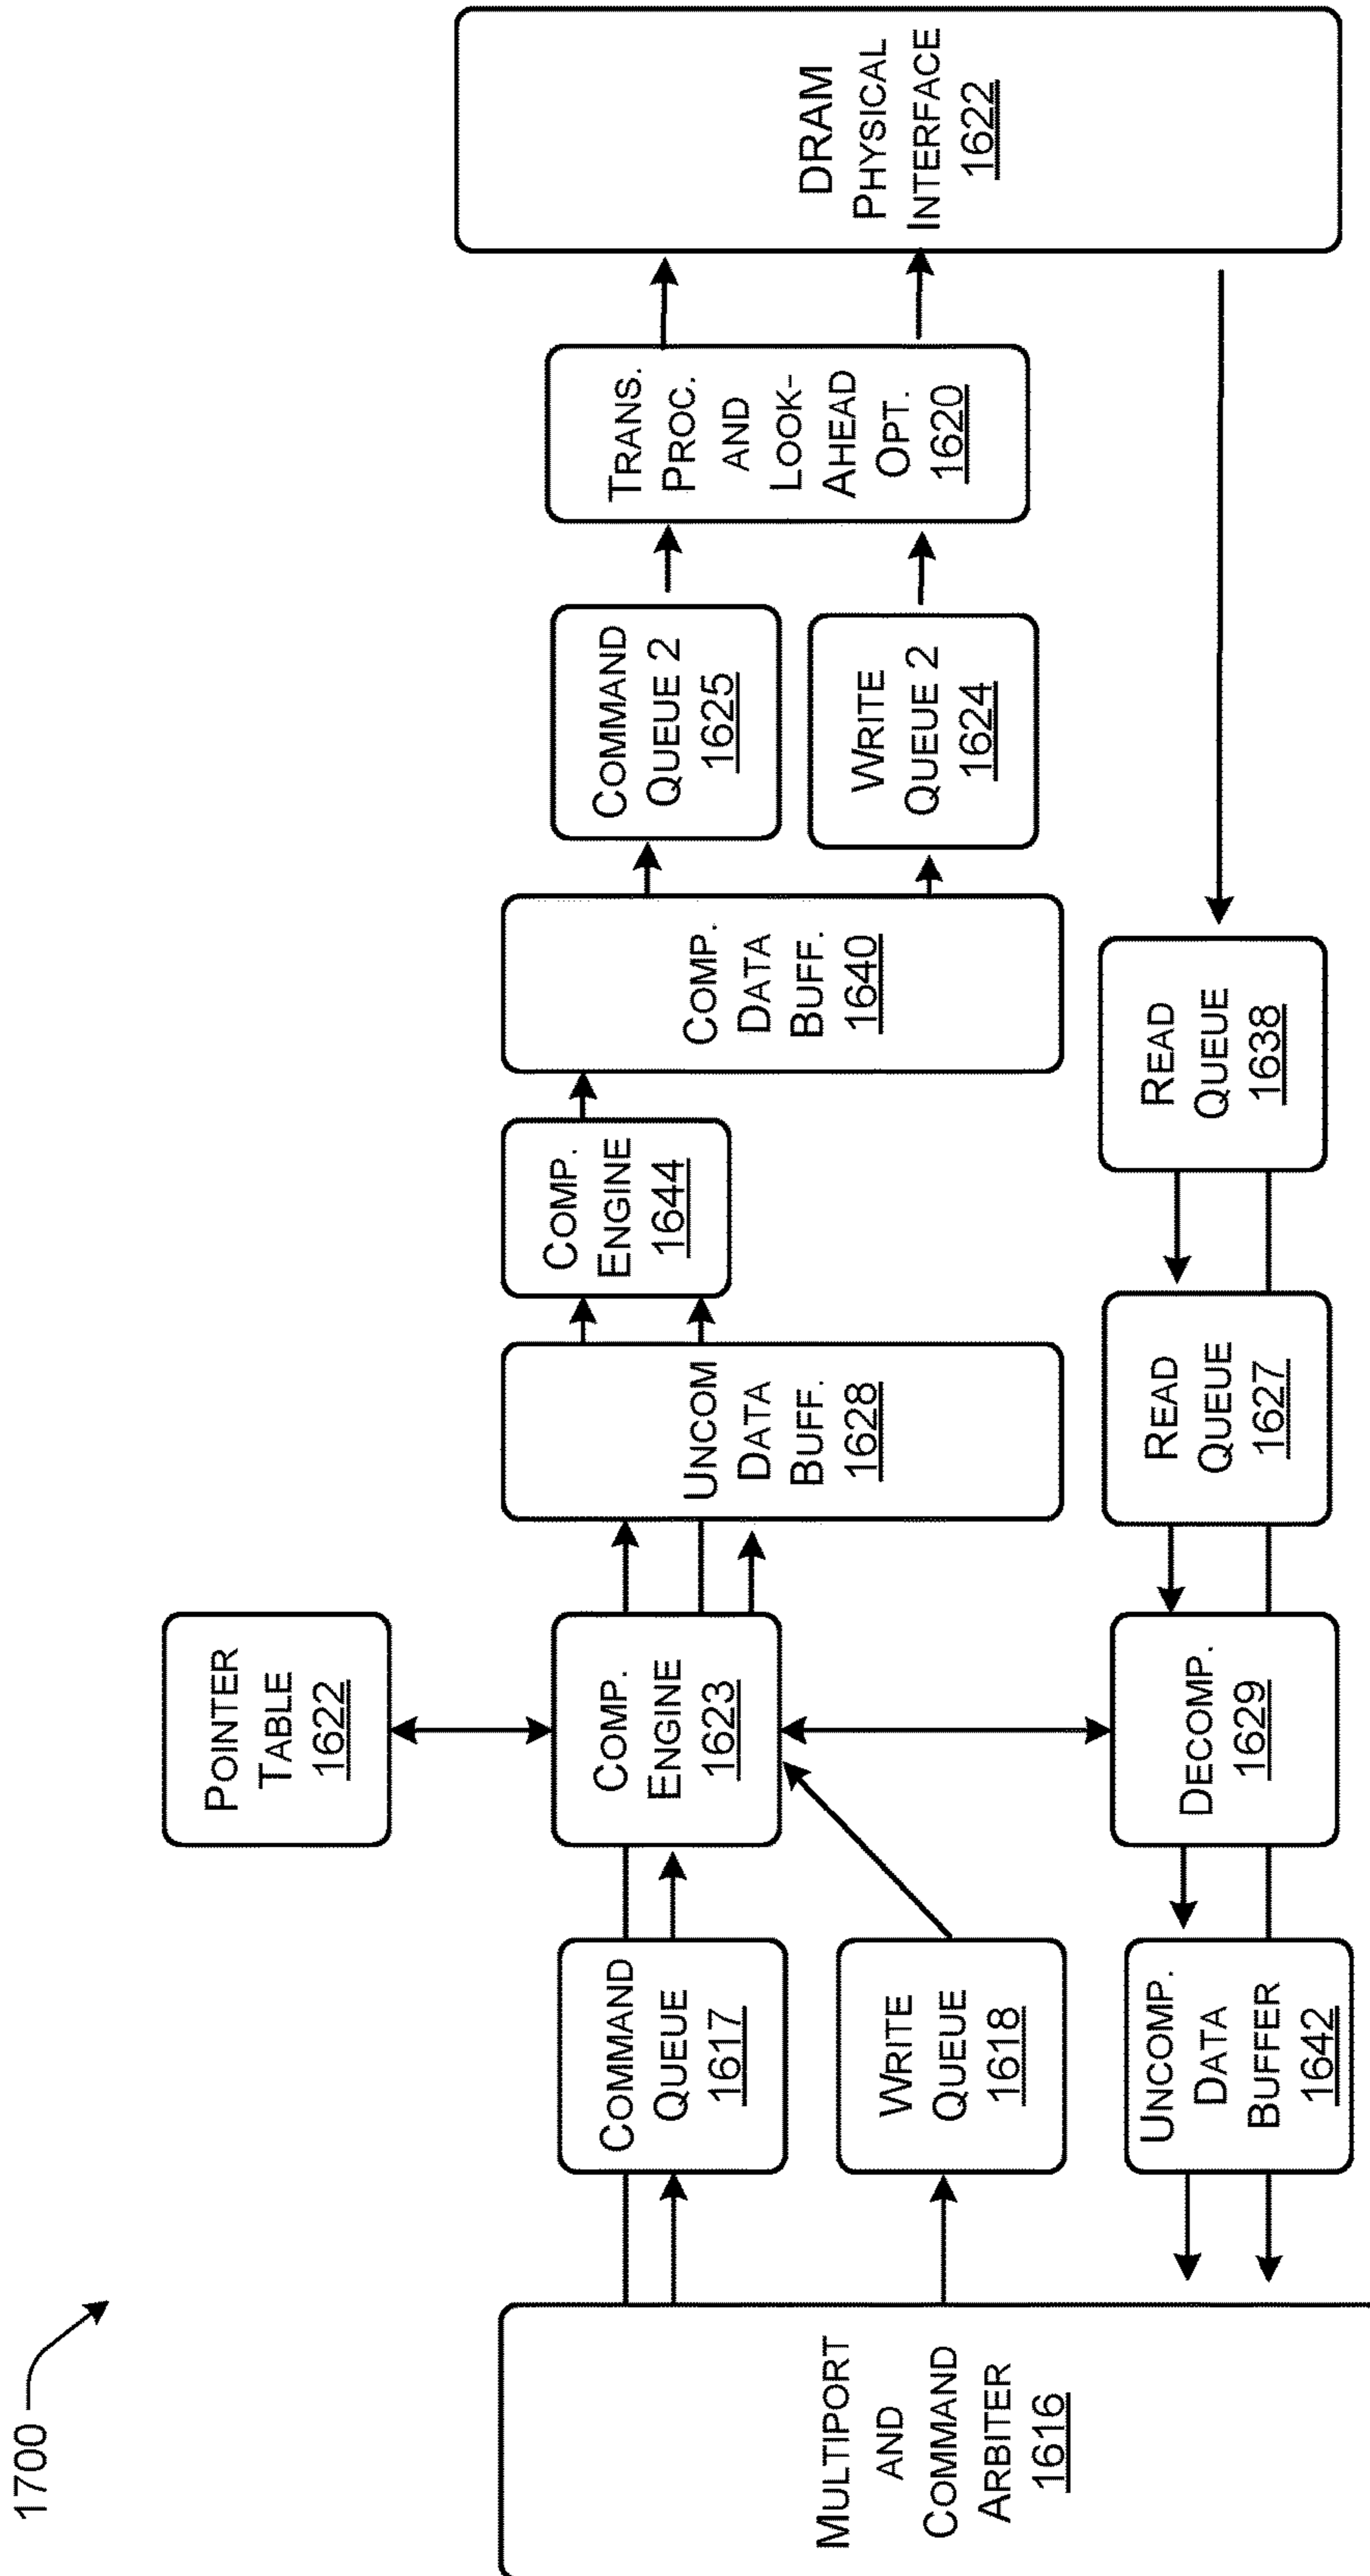 1700
MULTIPORT
AND
COMMAND
ARBITER
1616
COMMAND
QUEUE
1617
WRITE
QUEUE
1618
UNCOMP.
DATA
BUFFER
1642
POINTER
TABLE
1622
COMP.
ENGINE
1623
DECOMP.
1629
UNCOM
DATA
BUFF.
1628
READ
QUEUE
1627
COMP.
ENGINE
1644
COMP.
DATA
BUFF.
1640
READ
QUEUE
1638
COMMAND
QUEUE 2
1625
WRITE
QUEUE 2
1624
TRANS.
PROC.
AND
LOOK-
AHEAD
OPT.
1620
DRAM
PHYSICAL
INTERFACE
1622